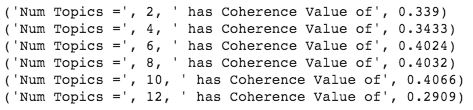 ('Num Topics =', 2, ' has Coherence Value of', 0.339)
('Num Topics =', 4, ' has Coherence Value of', 0.3433)
('Num Topics =', 6, ' has Coherence Value of', 0.4024)
('Num Topics =', 8, ' has Coherence Value of', 0.4032)
('Num Topics =', 10, ' has Coherence Value of', 0.4066)
('Num Topics =', 12, ' has Coherence Value of', 0.2909)